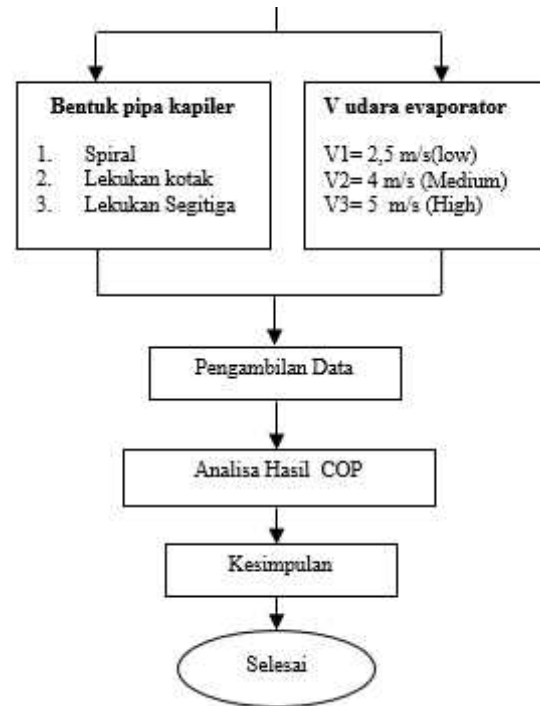 Bentuk pipa kapiler
1. Spiral
2. Lekukan kotak
3. Lekukan Segitiga
V udara evaporator
V1= 2,5 m/s(low)
V2= 4 m/s (Medium)
V3= 5 m/s (High)
Pengambilan Data
Analisa Hasil COP
Kesimpulan
Selesai